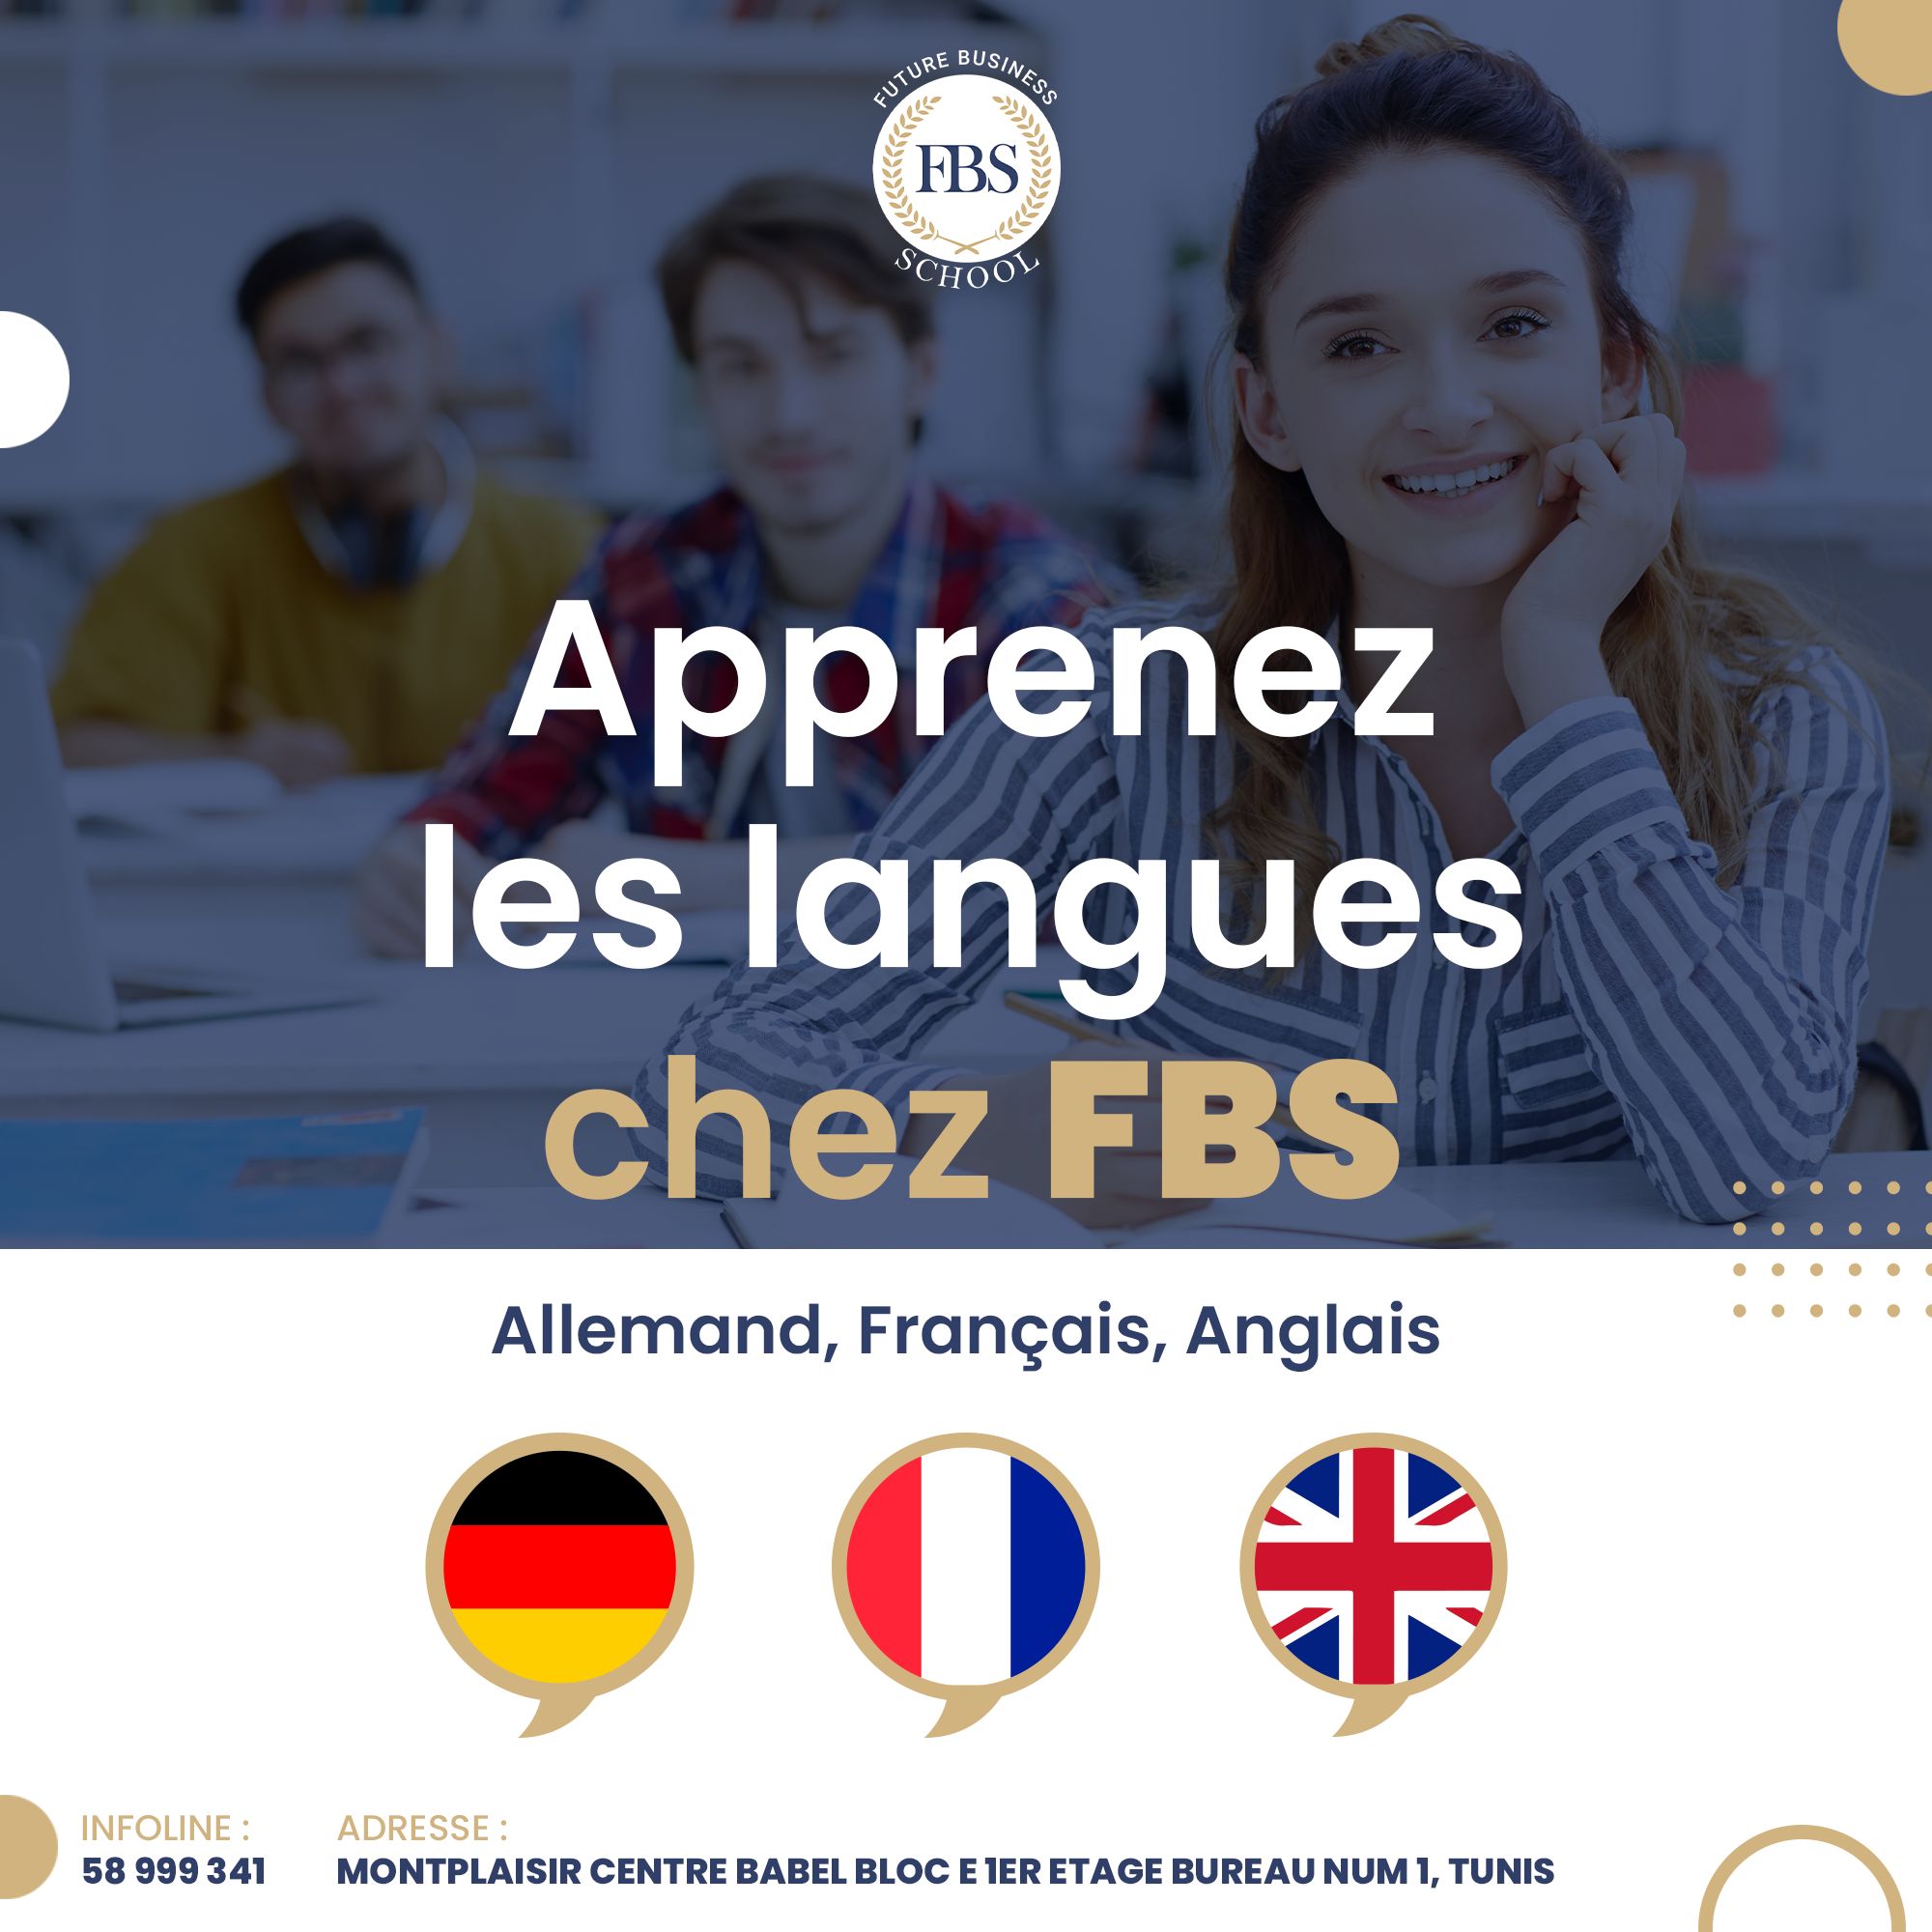 FUTURE BUSINESS
FBS
SCHOOL
Apprenez
les langues
chez FBS
Allemand, Français, Anglais
INFOLINE :
58 999 341
ADRESSE :
MONTPLAISIR CENTRE BABEL BLOC E 1ER ETAGE BUREAU NUM 1, TUNIS